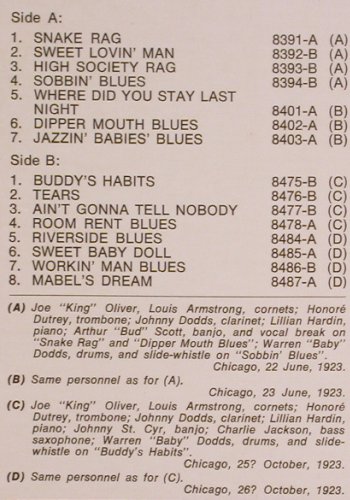 Side A:
1. SNAKE RAG 8391-A (A)
2. SWEET LOVIN' MAN 8392-B (A)
3. HIGH SOCIETY RAG 8393-B (A)
4. SOBBIN' BLUES 8394-B (A)
5. WHERE DID YOU STAY LAST
NIGHT 8401-A (B)
6. DIPPER MOUTH BLUES 8402-A (B)
7. JAZZIN' BABIES' BLUES 8403-A (B)
Side B:
1. BUDDY'S HABITS 8475-B (C)
2. TEARS 8476-B (C)
3. AIN'T GONNA TELL NOBODY 8477-B (C)
4. ROOM RENT BLUES 8478-A (C)
5. RIVERSIDE BLUES 8484-A (D)
6. SWEET BABY DOLL 8485-A (D)
7. WORKIN' MAN BLUES 8486-B (D)
8. MABEL'S DREAM 8487-A (D)
(A) Joe "King" Oliver, Louis Armstrong, cornets; Honoré
Dutrey, trombone; Johnny Dodds, clarinet; Lillian Hardin,
piano; Arthur "Bud" Scott, banjo, and vocal break on
"Snake Rag" and "Dipper Mouth Blues"; Warren "Baby"
Dodds, drums, and slide-whistle on "Sobbin' Blues".
Chicago, 22 June, 1923.
(B) Same personnel as for (A).
Chicago, 23 June, 1923.
(C) Joe "King" Oliver, Louis Armstrong, cornets; Honoré
Dutrey, trombone; Johnny Dodds, clarinet; Lillian Hardin,
piano; Johnny St. Cyr, banjo; Charlie Jackson, bass
saxophone; Warren "Baby" Dodds, drums, and slide-
whistle on "Buddy's Habits".
Chicago, 25? October, 1923.
(D) Same personnel as for (C).
Chicago, 26? October, 1923.